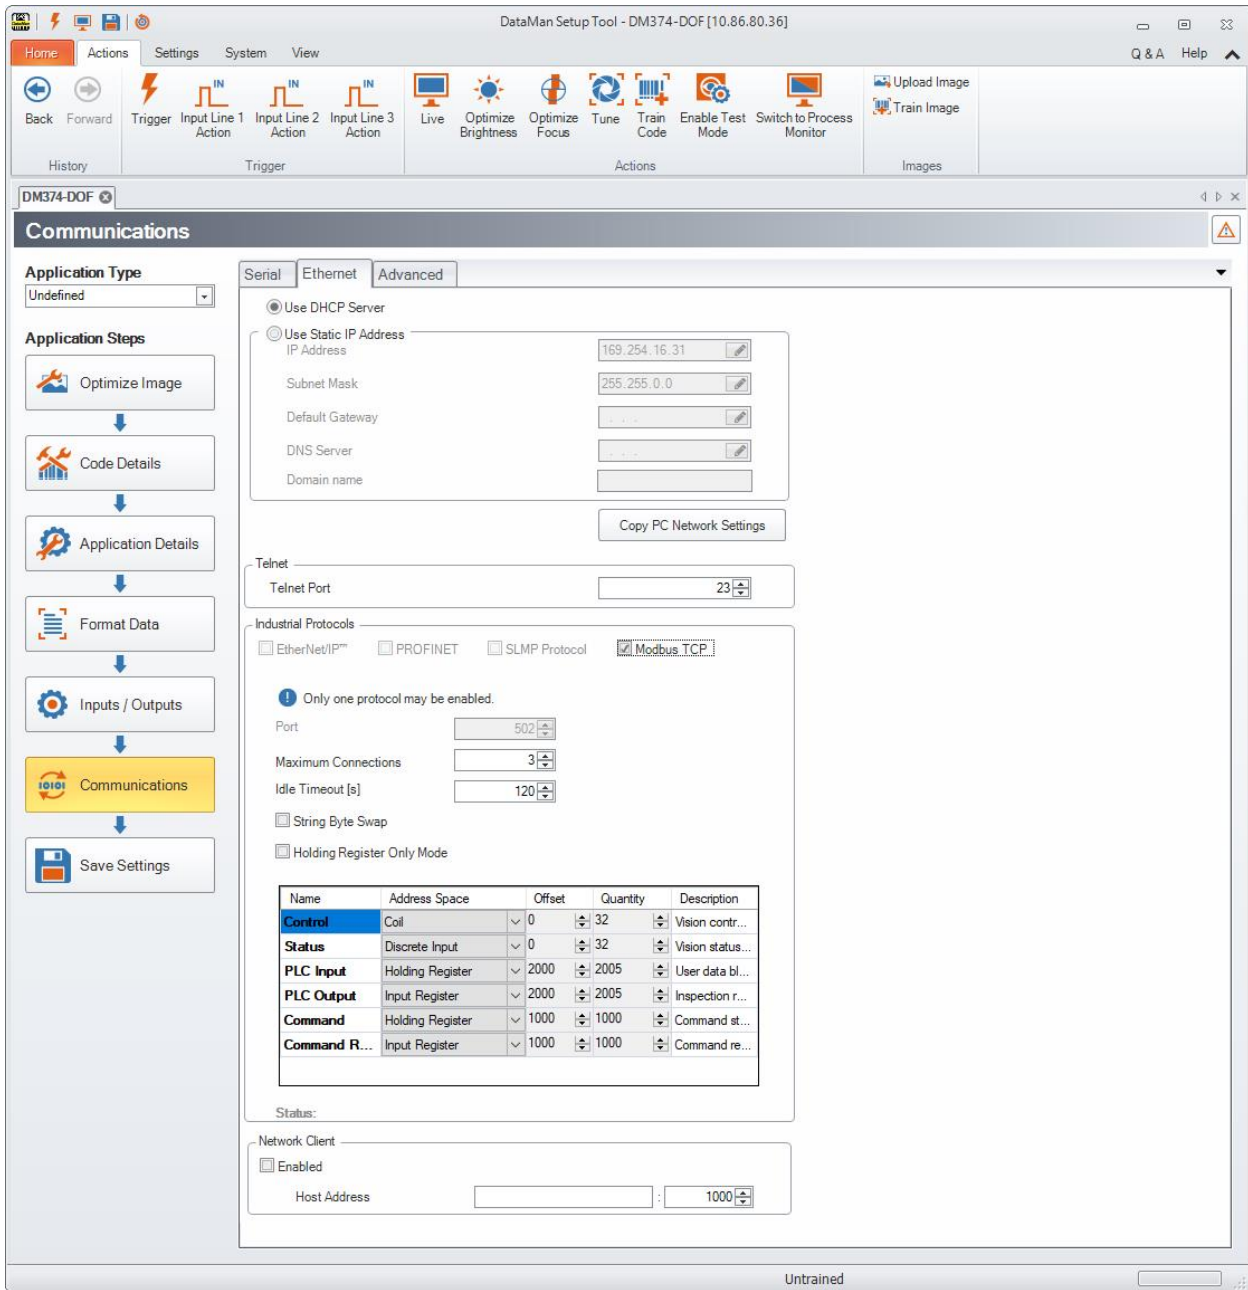 DataMan Setup Tool - DM374-DOF [10.86.80.36]
Home Actions Settings System View Q & A Help
IN IN IN
Back Forward Trigger Input Line 1 Action Input Line 2 Action Input Line 3 Action Live Optimize Brightness Optimize Focus Tune Train Code Enable Test Mode Switch to Process Monitor Upload Image
Train Image
History Trigger Actions Images
DM374-DOF
Communications
Application Type
Undefined
Application Steps
Optimize Image
Code Details
Application Details
Format Data
Inputs / Outputs
Communications
Save Settings
Serial Ethernet Advanced
Use DHCP Server
Use Static IP Address
IP Address 169.254.16.31
Subnet Mask 255.255.0.0
Default Gateway . . .
DNS Server . . .
Domain name
Copy PC Network Settings
Telnet
Telnet Port 23
Industrial Protocols
EtherNet/IP™ PROFINET SLMP Protocol Modbus TCP
Only one protocol may be enabled.
Port 502
Maximum Connections 3
Idle Timeout [s] 120
String Byte Swap
Holding Register Only Mode
Name Address Space Offset Quantity Description
Control Coil 0 32 Vision contr...
Status Discrete Input 0 32 Vision status...
PLC Input Holding Register 2000 2005 User data bl...
PLC Output Input Register 2000 2005 Inspection r...
Command Holding Register 1000 1000 Command st...
Command R... Input Register 1000 1000 Command re...
Status:
Network Client
Enabled
Host Address : 1000
Untrained